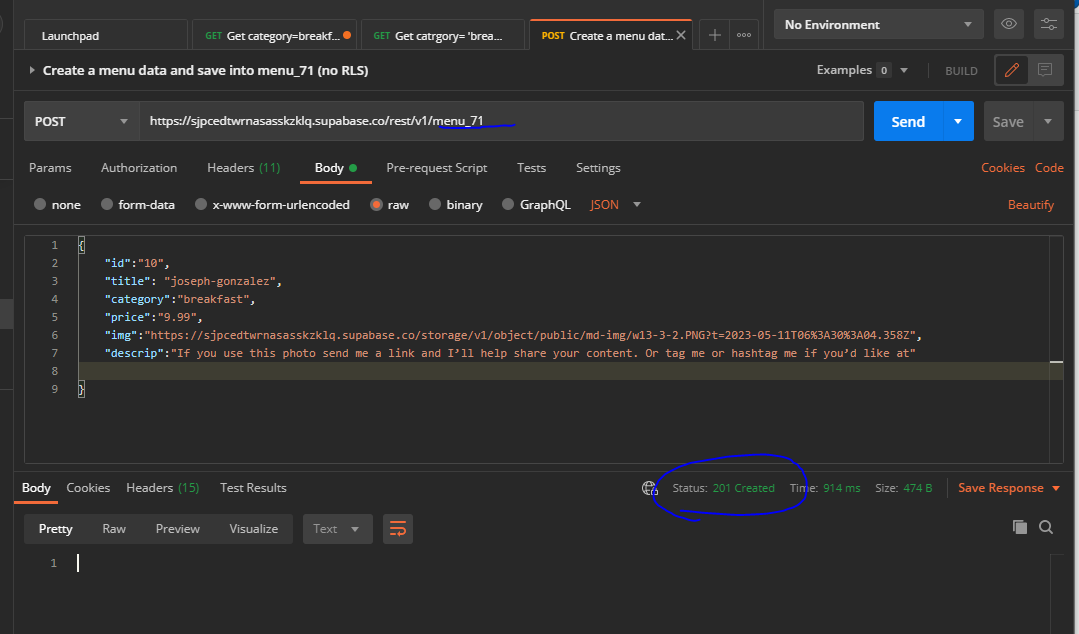 Launchpad
GET Get category=breakf...
GET Get catrgory= 'brea...
POST Create a menu dat...
No Environment
Create a menu data and save into menu_71 (no RLS)
Examples 0
BUILD
POST
https://sjpcedtwrnasasskzklq.supabase.co/rest/v1/menu_71
Send
Save
Params
Authorization
Headers (11)
Body
Pre-request Script
Tests
Settings
Cookies
Code
none
form-data
x-www-form-urlencoded
raw
binary
GraphQL
JSON
Beautify
1 {
2 "id":"10",
3 "title": "joseph-gonzalez",
4 "category":"breakfast",
5 "price":"9.99",
6 "img":"https://sjpcedtwrnasasskzklq.supabase.co/storage/v1/object/public/md-img/w13-3-2.PNG?t=2023-05-11T06%3A30%3A04.358Z",
7 "descrip":"If you use this photo send me a link and I’ll help share your content. Or tag me or hashtag me if you’d like at"
8
9 }
Body
Cookies
Headers (15)
Test Results
Status: 201 Created
Time: 914 ms
Size: 474 B
Save Response
Pretty
Raw
Preview
Visualize
Text
1